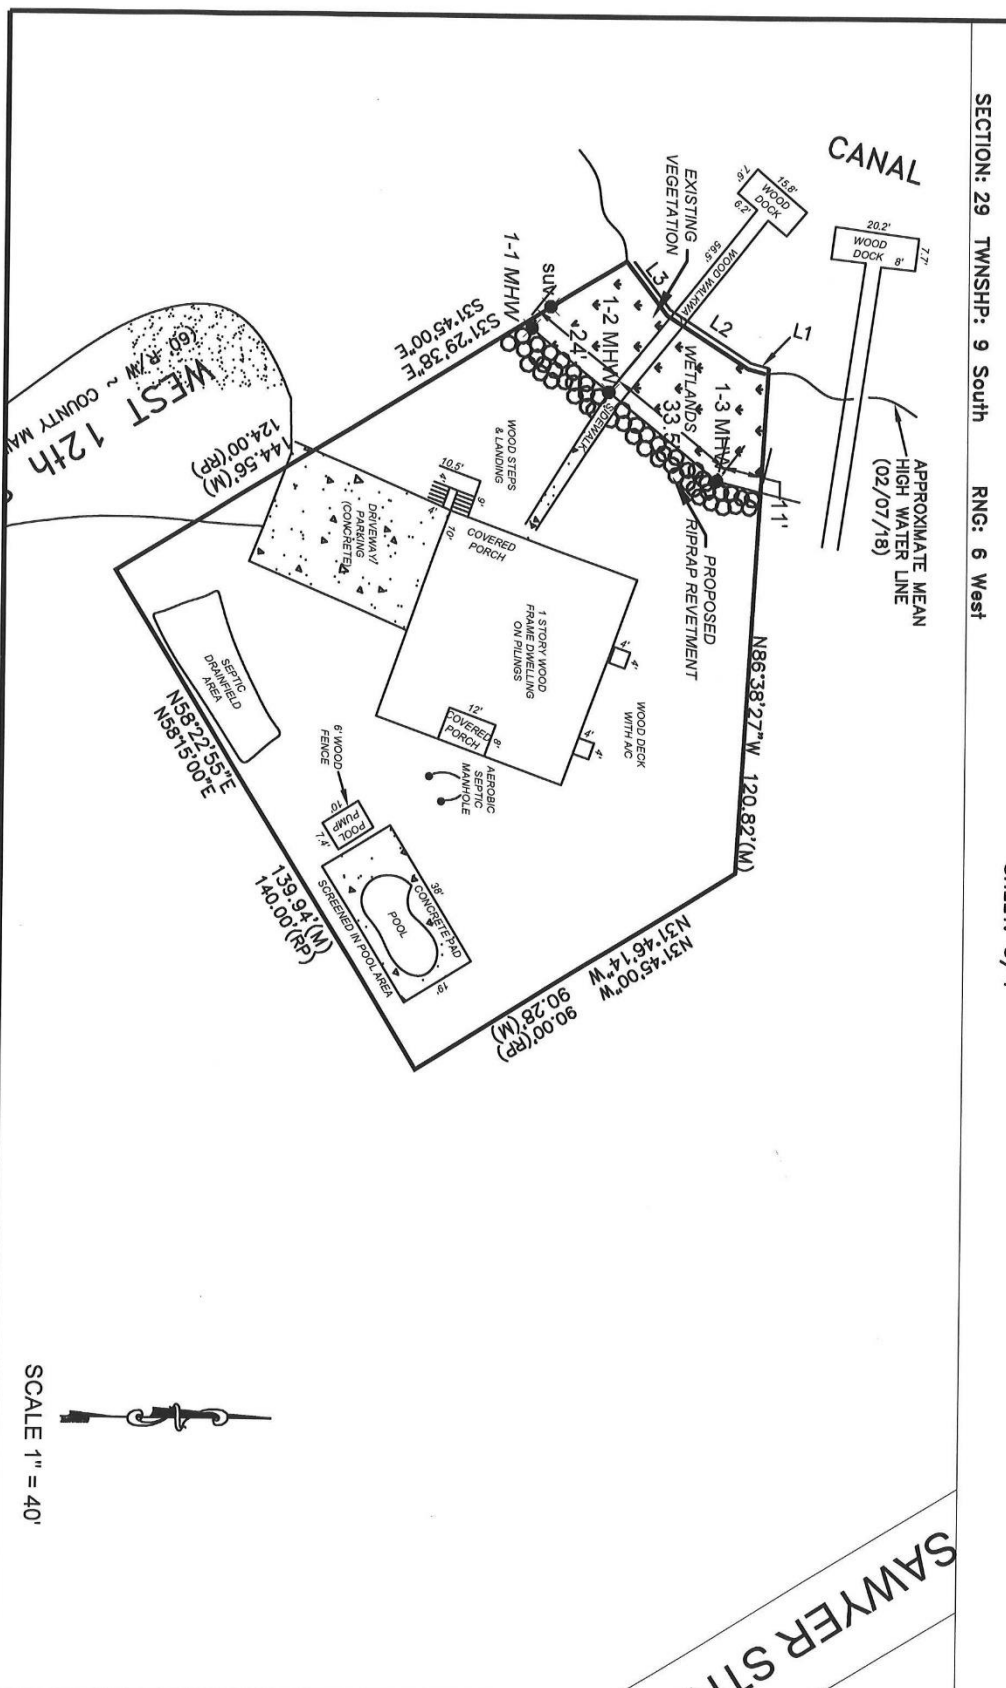 SECTION: 29 TWNSHP: 9 South RNG: 6 West
CANAL
15.8'
7.6'
6.2'
WOOD
DOCK
20.2'
7.7'
WOOD
DOCK 8'
EXISTING
VEGETATION
56.5'
WOOD WALKWA
L3
L2
L1
APPROXIMATE MEAN
HIGH WATER LINE
(02/07/18)
1-1 MHW
1-2 MHW
1-3 MHW
24'
WETLANDS
33.5'
11'
SIDEWALK
PROPOSED
RIPRAP REVETMENT
S31°29'38"E
S31°45'00"E
144.56'(M)
124.00'(RP)
WEST 12th
(60' R/W ~ COUNTY MAI
WOOD STEPS
& LANDING
10.5'
4'
4'
6'
10'
COVERED
PORCH
DRIVEWAY/
PARKING
(CONCRETE)
1 STORY WOOD
FRAME DWELLING
ON PILINGS
4'
4'
4'
4'
WOOD DECK
WITH A/C
N86°38'27"W 120.82'(M)
12'
8'
COVERED
PORCH
AEROBIC
SEPTIC
MANHOLE
SEPTIC
DRAINFIELD
AREA
6' WOOD
FENCE
10'
7.4'
POOL
PUMP
38'
CONCRETE PAD
POOL
19'
SCREENED IN POOL AREA
N58°22'55"E
N58°15'00"E
139.94'(M)
140.00'(RP)
N31°45'00"W
N31°46'14"W
90.00'(RP)
90.28'(M)
SCALE 1" = 40'
SAWYER STR